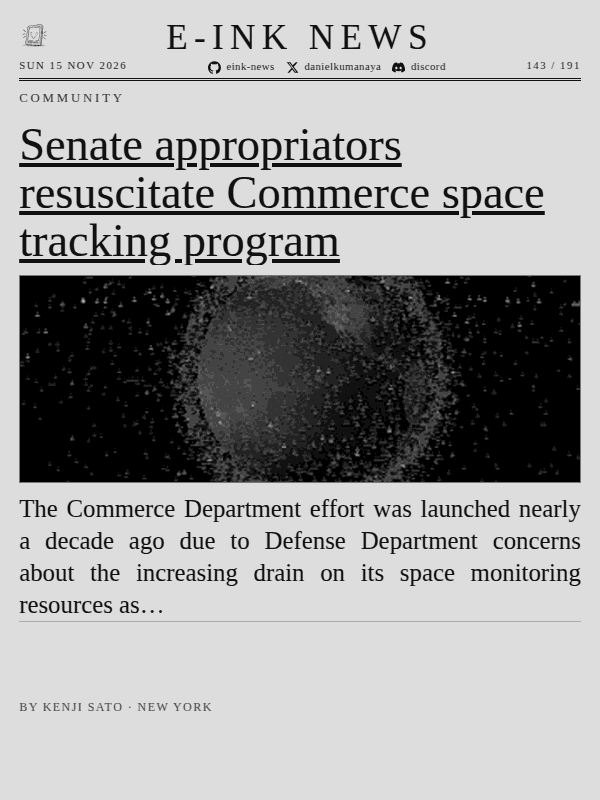 E-INK NEWS
SUN 15 NOV 2026
eink-news danielkumanaya discord
143 / 191
COMMUNITY
Senate appropriators
resuscitate Commerce space
tracking program
The Commerce Department effort was launched nearly
a decade ago due to Defense Department concerns
about the increasing drain on its space monitoring
resources as…
BY KENJI SATO · NEW YORK